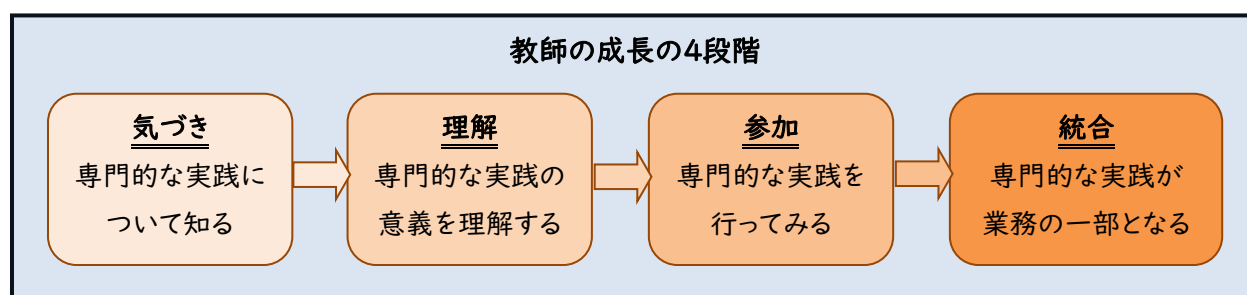 教師の成長の4段階
気づき
専門的な実践に
ついて知る
理解
専門的な実践の
意義を理解する
参加
専門的な実践を
行ってみる
統合
専門的な実践が
業務の一部となる